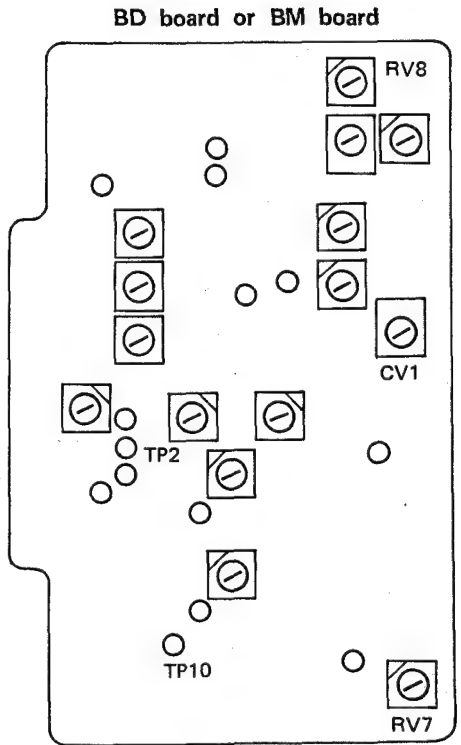 BD board or BM board
RV8
CV1
TP2
TP10
RV7